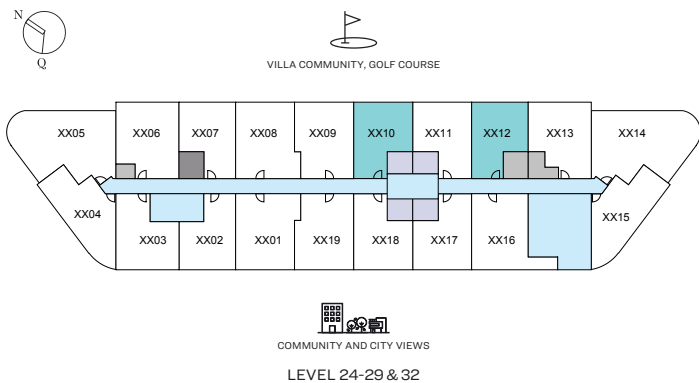 N
Q
VILLA COMMUNITY, GOLF COURSE
XX05 XX06 XX07 XX08 XX09 XX10 XX11 XX12 XX13 XX14
XX04 XX15
XX03 XX02 XX01 XX19 XX18 XX17 XX16
COMMUNITY AND CITY VIEWS
LEVEL 24-29 & 32